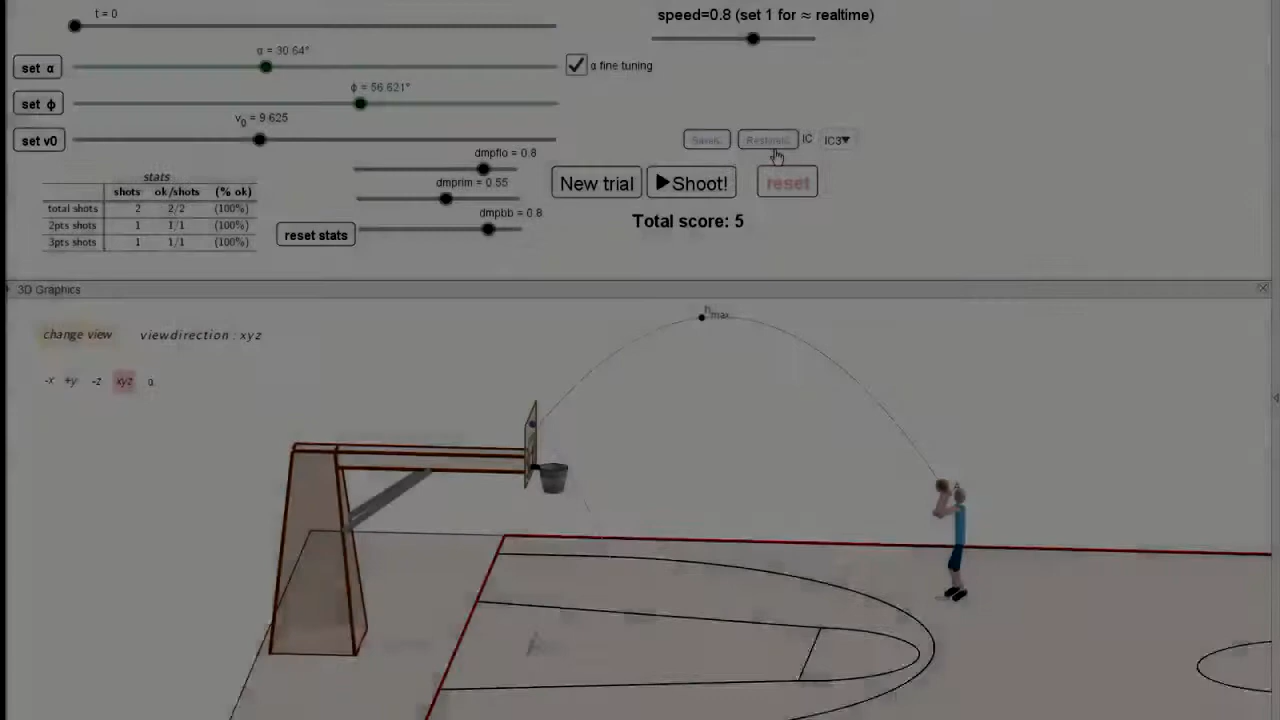 t = 0
speed=0.8 (set 1 for ≈ realtime)
α = 30.64°
set α
α fine tuning
ϕ = 56.621°
set ϕ
v0 = 9.625
set v0
IC IC3▼
dmpflo = 0.8
stats
shots ok/shots (% ok)
total shots 2 2/2 (100%)
2pts shots 1 1/1 (100%)
3pts shots 1 1/1 (100%)
dmprim = 0.55
New trial ▶Shoot! reset
dmpbb = 0.8
reset stats
Total score: 5
3D Graphics
hmax
change view viewdirection : xyz
-x +y -z xyz α